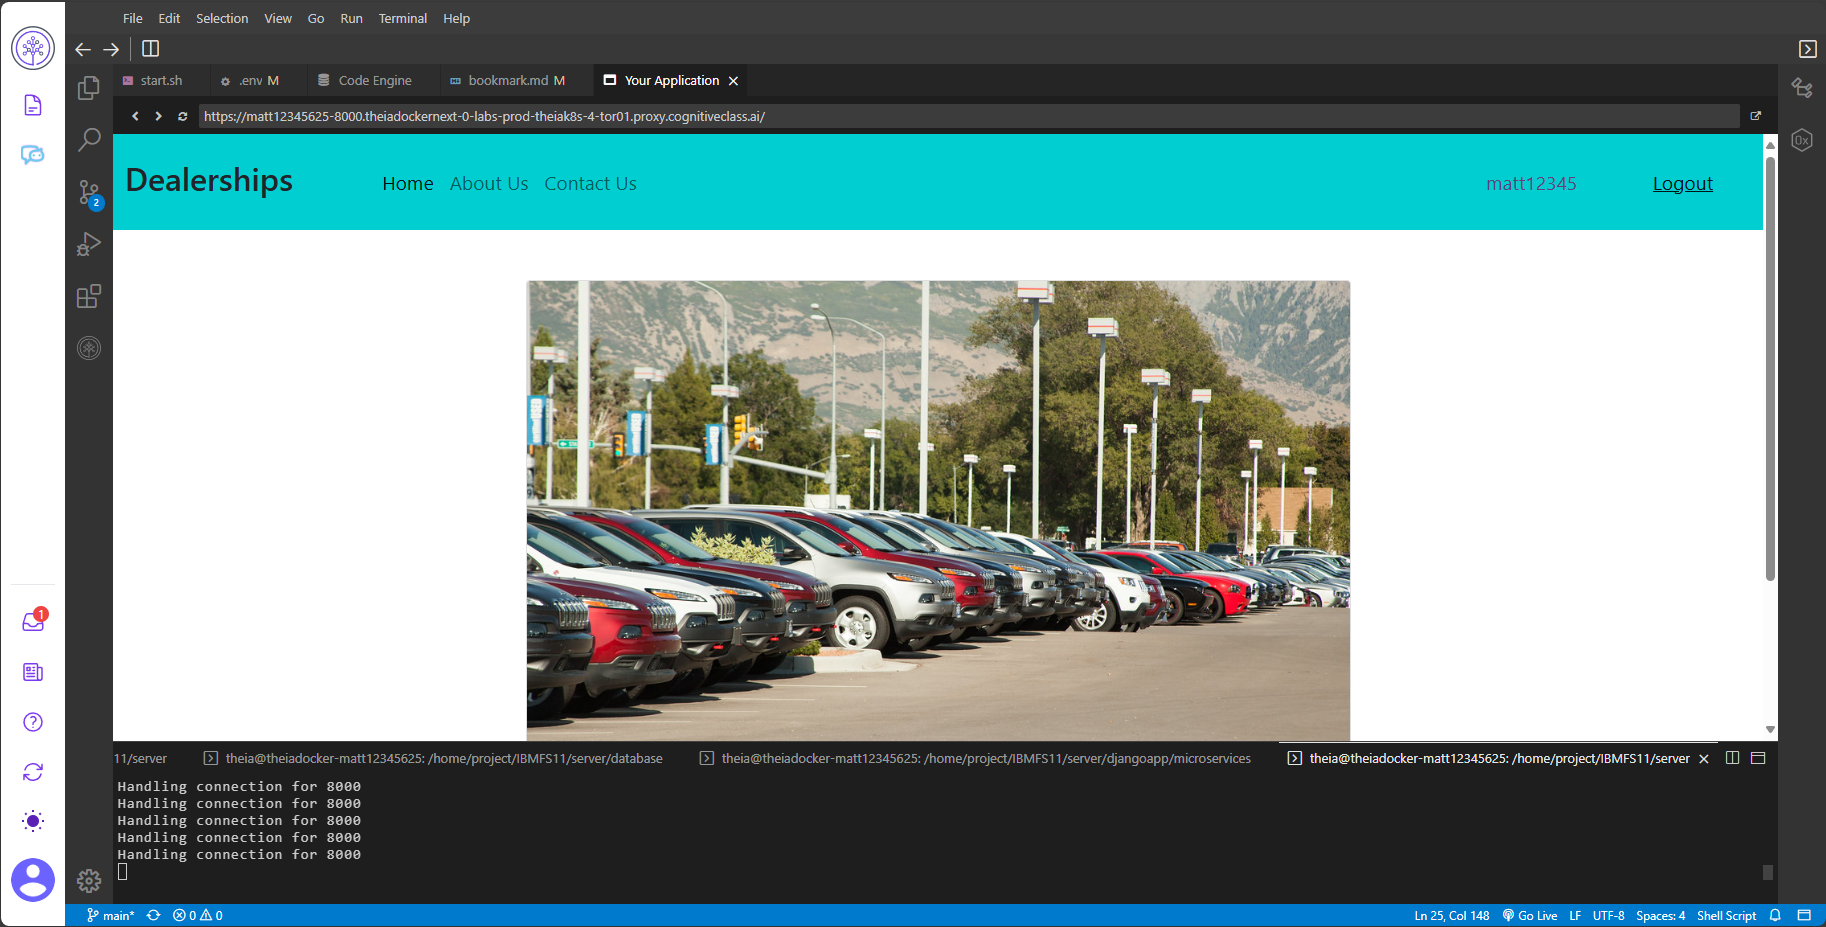 File Edit Selection View Go Run Terminal Help
start.sh .env M Code Engine bookmark.md M Your Application
https://matt12345625-8000.theiadockernext-0-labs-prod-theiak8s-4-tor01.proxy.cognitiveclass.ai/
Dealerships Home About Us Contact Us matt12345 Logout
2
0x
1
11/server theia@theiadocker-matt12345625: /home/project/IBMFS11/server/database theia@theiadocker-matt12345625: /home/project/IBMFS11/server/djangoapp/microservices theia@theiadocker-matt12345625: /home/project/IBMFS11/server
Handling connection for 8000
Handling connection for 8000
Handling connection for 8000
Handling connection for 8000
Handling connection for 8000
main* 0 0 Ln 25, Col 148 Go Live LF UTF-8 Spaces: 4 Shell Script